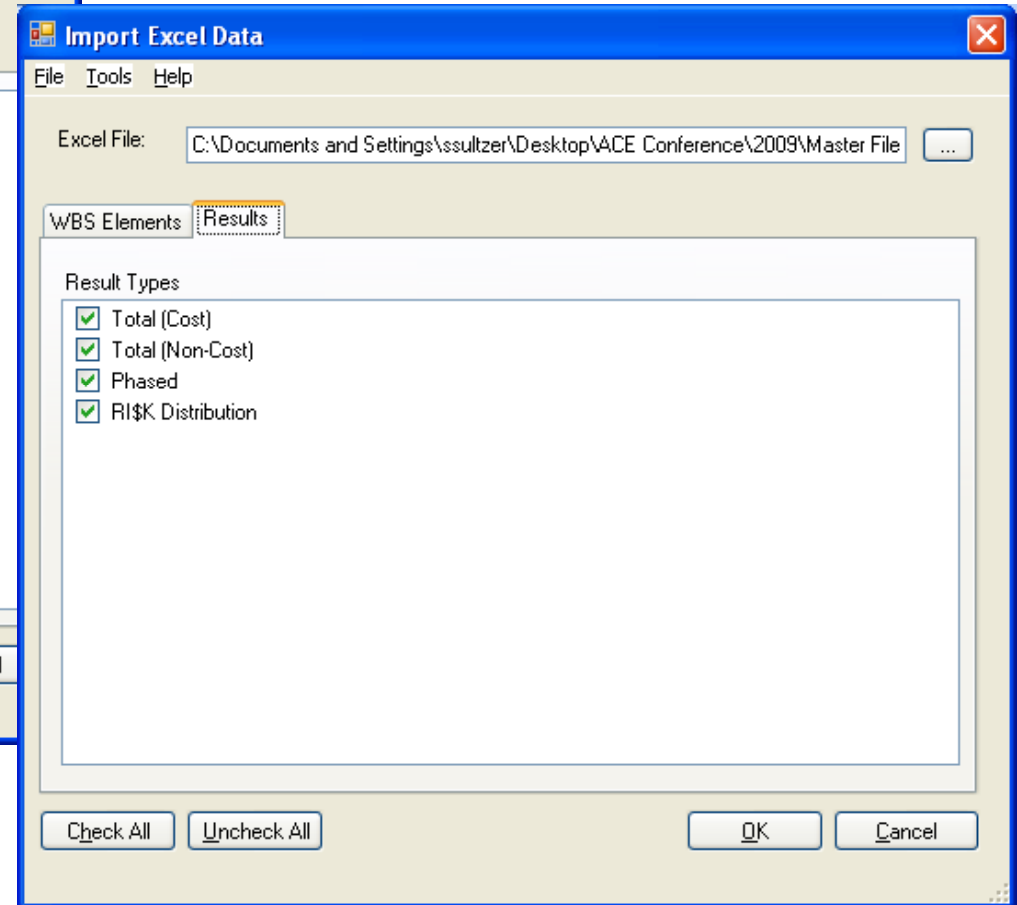 Import Excel Data
File Tools Help
Excel File: C:\Documents and Settings\ssultzer\Desktop\ACE Conference\2009\Master File ...
WBS Elements Results
Result Types
Total (Cost)
Total (Non-Cost)
Phased
RI$K Distribution
Check All Uncheck All OK Cancel